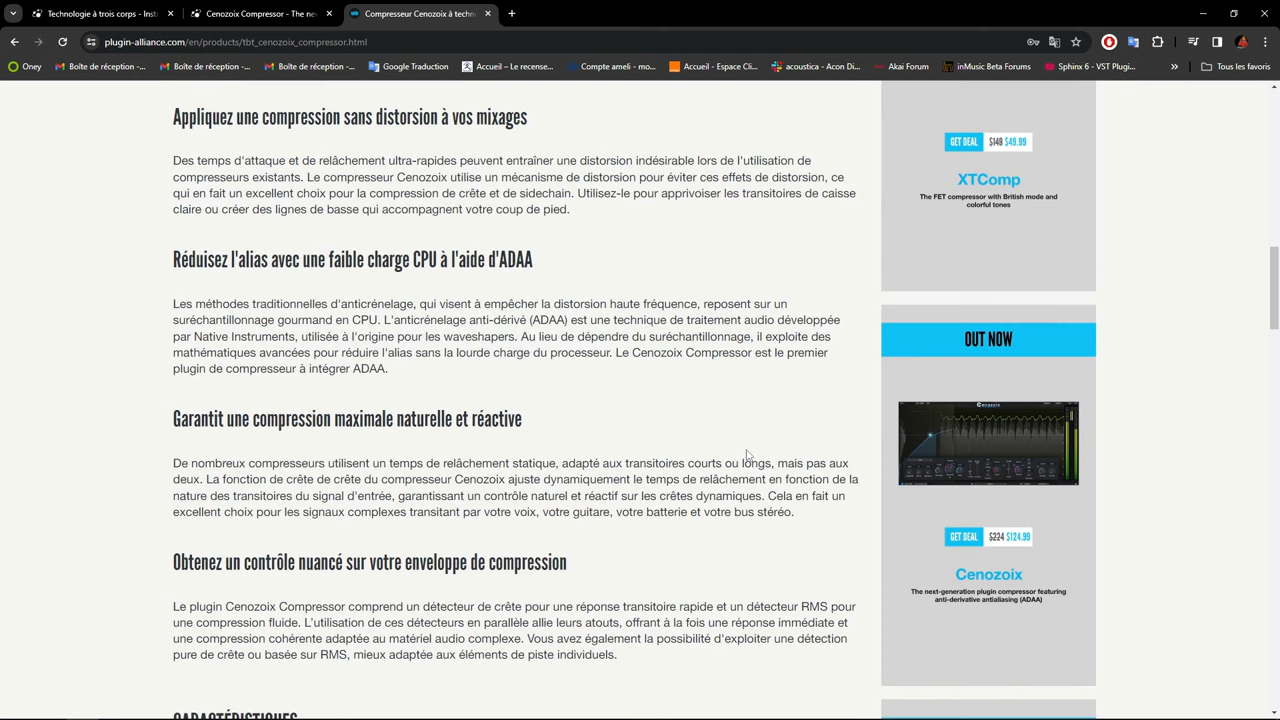 Technologie à trois corps - Inst
Cenozoix Compressor - The new
Compresseur Cenozoix à techn
plugin-alliance.com/en/products/tbt_cenozoix_compressor.html
Oney
Boîte de réception -...
Boîte de réception -...
Boîte de réception -...
Google Traduction
Accueil – Le recense...
Compte ameli - mo...
Accueil – Espace Cli...
acoustica - Acon Di...
Akai Forum
inMusic Beta Forums
Sphinx 6 - VST Plugi...
Tous les favoris
Appliquez une compression sans distorsion à vos mixages
Des temps d'attaque et de relâchement ultra-rapides peuvent entraîner une distorsion indésirable lors de l'utilisation de
compresseurs existants. Le compresseur Cenozoix utilise un mécanisme de distorsion pour éviter ces effets de distorsion, ce
qui en fait un excellent choix pour la compression de crête et de sidechain. Utilisez-le pour apprivoiser les transitoires de caisse
claire ou créer des lignes de basse qui accompagnent votre coup de pied.
Réduisez l'alias avec une faible charge CPU à l'aide d'ADAA
Les méthodes traditionnelles d'anticrénelage, qui visent à empêcher la distorsion haute fréquence, reposent sur un
suréchantillonnage gourmand en CPU. L'anticrénelage anti-dérivé (ADAA) est une technique de traitement audio développée
par Native Instruments, utilisée à l'origine pour les waveshapers. Au lieu de dépendre du suréchantillonnage, il exploite des
mathématiques avancées pour réduire l'alias sans la lourde charge du processeur. Le Cenozoix Compressor est le premier
plugin de compresseur à intégrer ADAA.
Garantit une compression maximale naturelle et réactive
De nombreux compresseurs utilisent un temps de relâchement statique, adapté aux transitoires courts ou longs, mais pas aux
deux. La fonction de crête de crête du compresseur Cenozoix ajuste dynamiquement le temps de relâchement en fonction de la
nature des transitoires du signal d'entrée, garantissant un contrôle naturel et réactif sur les crêtes dynamiques. Cela en fait un
excellent choix pour les signaux complexes transitant par votre voix, votre guitare, votre batterie et votre bus stéréo.
Obtenez un contrôle nuancé sur votre enveloppe de compression
Le plugin Cenozoix Compressor comprend un détecteur de crête pour une réponse transitoire rapide et un détecteur RMS pour
une compression fluide. L'utilisation de ces détecteurs en parallèle allie leurs atouts, offrant à la fois une réponse immédiate et
une compression cohérente adaptée au matériel audio complexe. Vous avez également la possibilité d'exploiter une détection
pure de crête ou basée sur RMS, mieux adaptée aux éléments de piste individuels.
CARACTÉRISTIQUES
GET DEAL $149 $49.99
XTComp
The FET compressor with British mode and
colorful tones
OUT NOW
Cenozoix
GET DEAL $224 $124.99
Cenozoix
The next-generation plugin compressor featuring
anti-derivative antialiasing (ADAA)